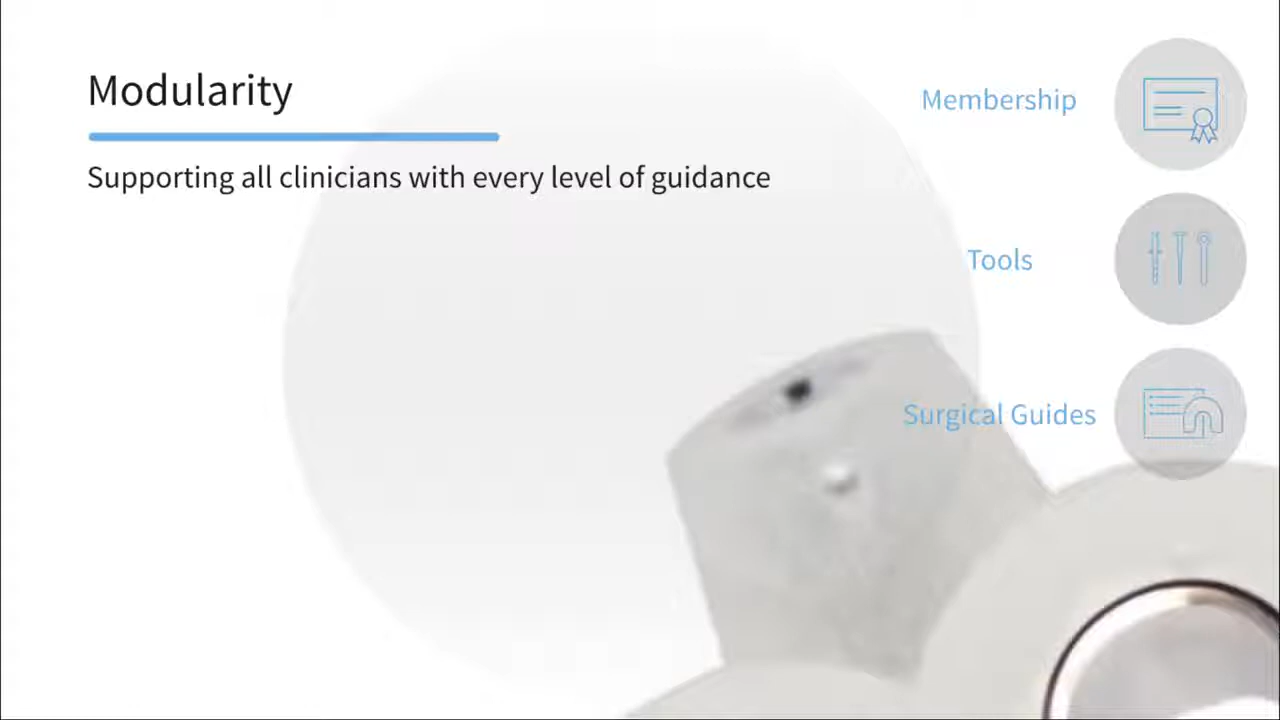 Modularity
Supporting all clinicians with every level of guidance
Membership
Tools
Surgical Guides